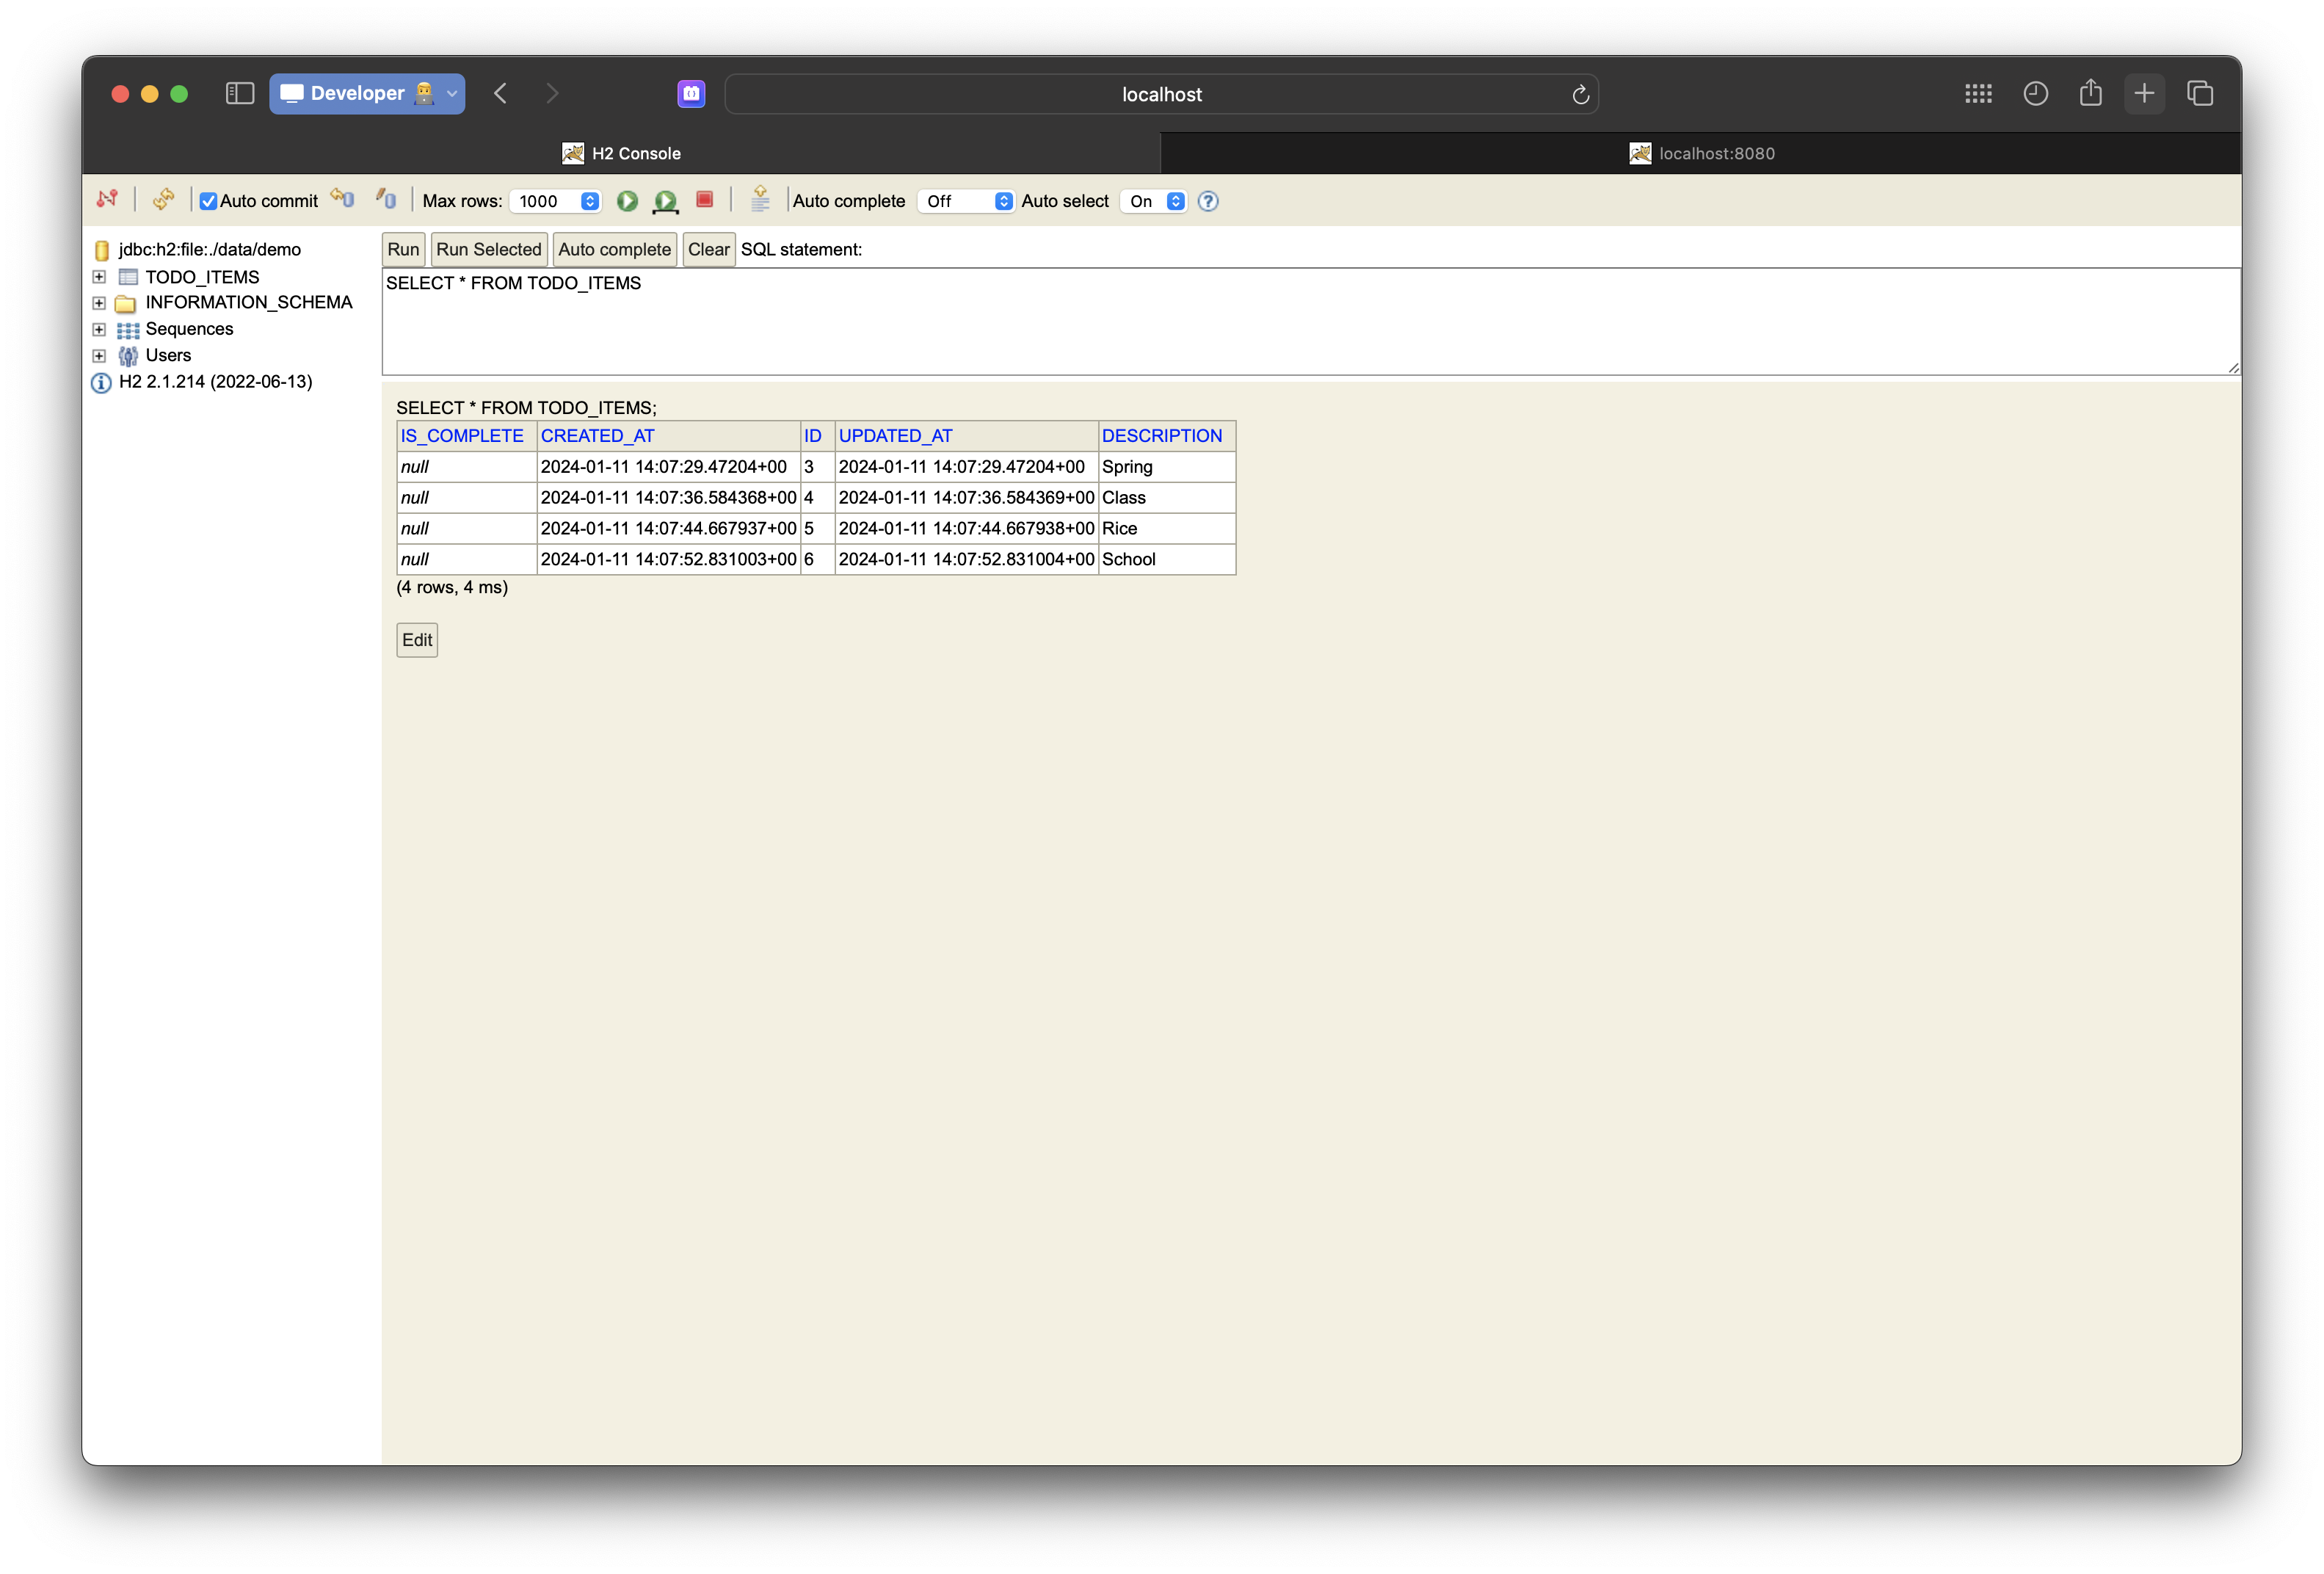 Developer
localhost
H2 Console
localhost:8080
Auto commit Max rows: 1000 Auto complete Off Auto select On ?
jdbc:h2:file:./data/demo
TODO_ITEMS
INFORMATION_SCHEMA
Sequences
Users
H2 2.1.214 (2022-06-13)
Run Run Selected Auto complete Clear SQL statement:
SELECT * FROM TODO_ITEMS
SELECT * FROM TODO_ITEMS;
IS_COMPLETE CREATED_AT ID UPDATED_AT DESCRIPTION
null 2024-01-11 14:07:29.47204+00 3 2024-01-11 14:07:29.47204+00 Spring
null 2024-01-11 14:07:36.584368+00 4 2024-01-11 14:07:36.584369+00 Class
null 2024-01-11 14:07:44.667937+00 5 2024-01-11 14:07:44.667938+00 Rice
null 2024-01-11 14:07:52.831003+00 6 2024-01-11 14:07:52.831004+00 School
(4 rows, 4 ms)
Edit